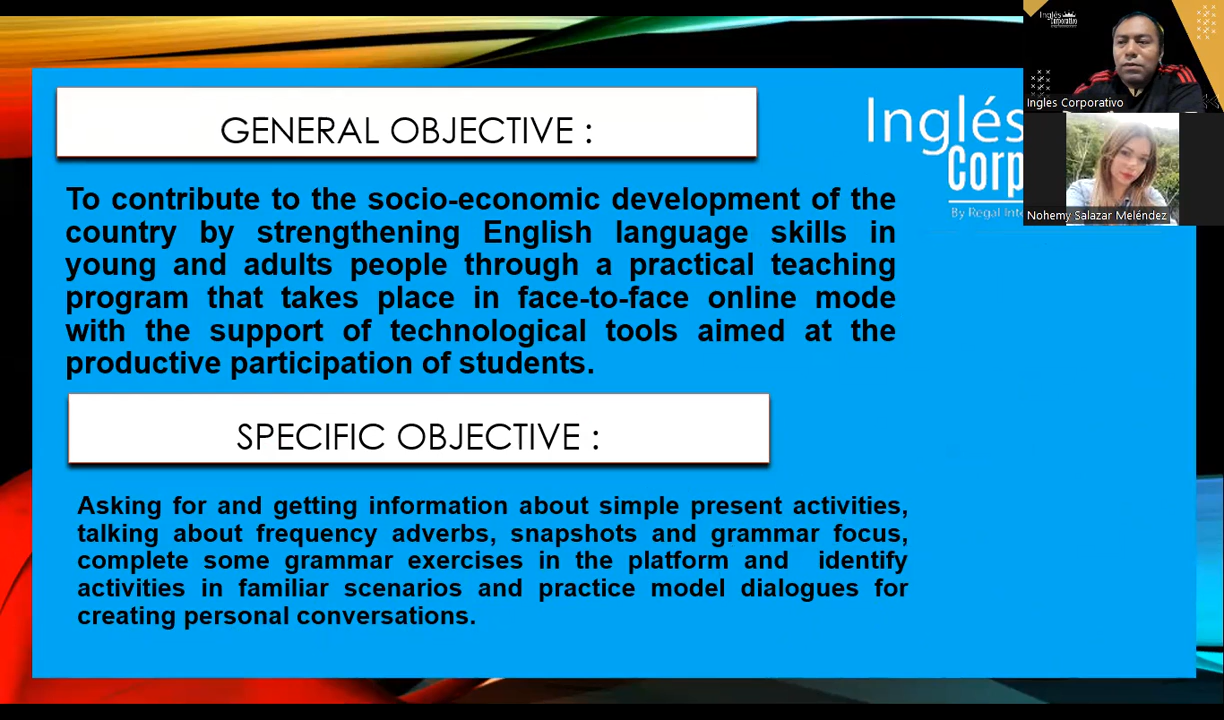 GENERAL OBJECTIVE :
To contribute to the socio-economic development of the
country by strengthening English language skills in
young and adults people through a practical teaching
program that takes place in face-to-face online mode
with the support of technological tools aimed at the
productive participation of students.
SPECIFIC OBJECTIVE :
Asking for and getting information about simple present activities,
talking about frequency adverbs, snapshots and grammar focus,
complete some grammar exercises in the platform and identify
activities in familiar scenarios and practice model dialogues for
creating personal conversations.
Inglés
Corp
By Regal Inte
Inglés
Corporativo
Ingles Corporativo
Nohemy Salazar Meléndez